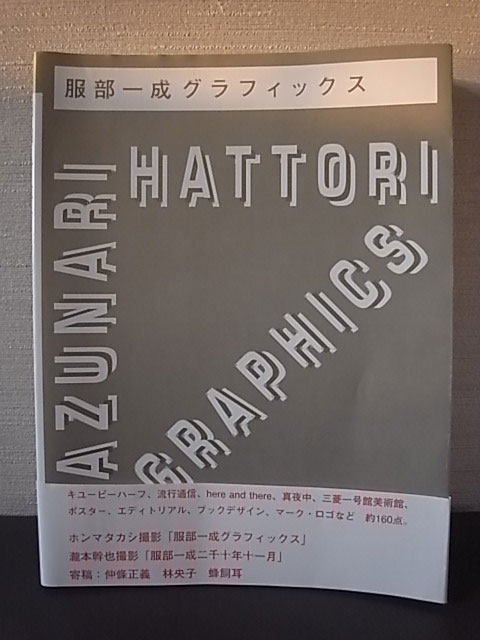 服部一成グラフィックス
HATTORI
AZUNARI
GRAPHICS
キユーピーハーフ、流行通信、here and there、真夜中、三菱一号館美術館、
ポスター、エディトリアル、ブックデザイン、マーク・ロゴなど 約160点。
ホンマタカシ撮影「服部一成グラフィックス」
瀧本幹也撮影「服部一成二千十年十一月」
寄稿:仲條正義 林央子 蜂飼耳